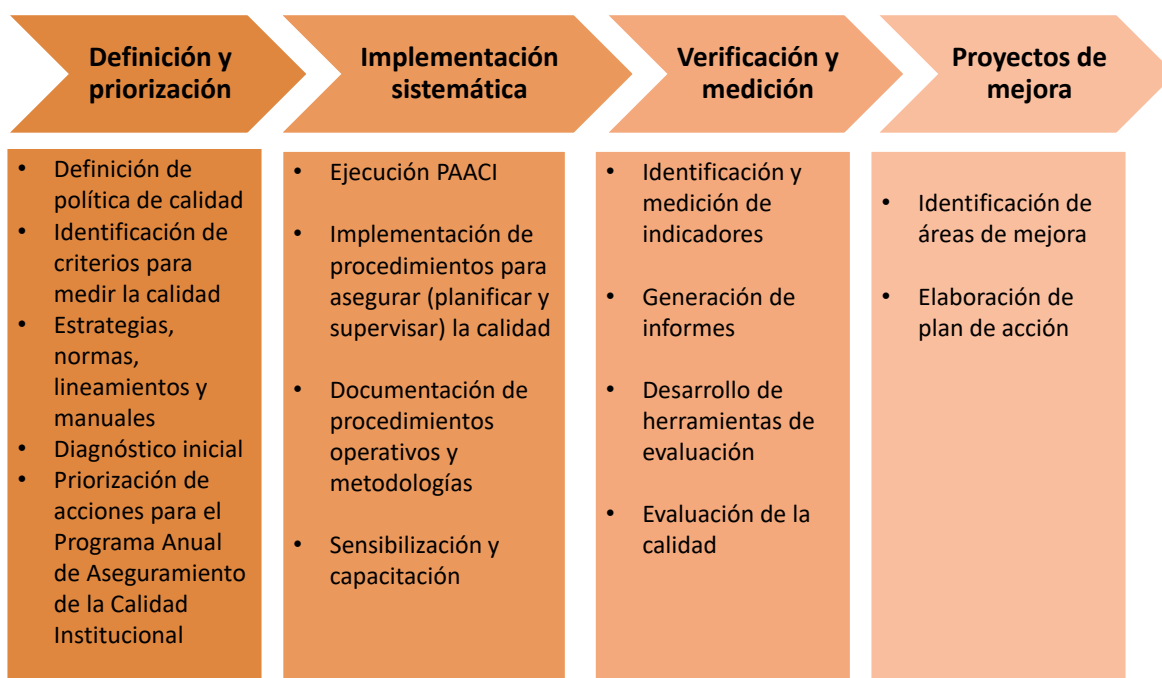 Definición y
priorización
Implementación
sistemática
Verificación y
medición
Proyectos de
mejora
• Definición de
política de calidad
• Identificación de
criterios para
medir la calidad
• Estrategias,
normas,
lineamientos y
manuales
• Diagnóstico inicial
• Priorización de
acciones para el
Programa Anual
de Aseguramiento
de la Calidad
Institucional
• Ejecución PAACI
• Implementación de
procedimientos para
asegurar (planificar y
supervisar) la calidad
• Documentación de
procedimientos
operativos y
metodologías
• Sensibilización y
capacitación
• Identificación y
medición de
indicadores
• Generación de
informes
• Desarrollo de
herramientas de
evaluación
• Evaluación de la
calidad
• Identificación de
áreas de mejora
• Elaboración de
plan de acción